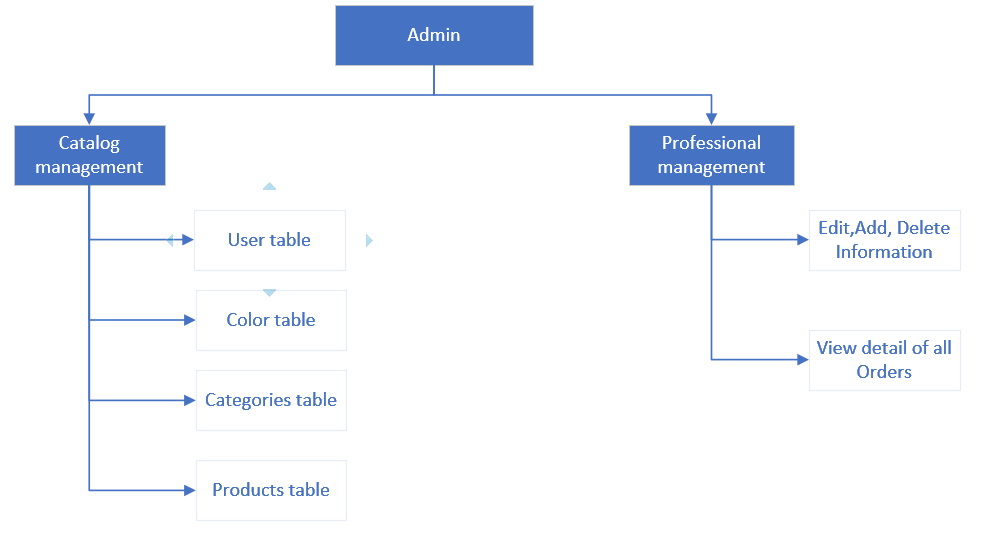 Admin
Catalog
management
User table
Color table
Categories table
Products table
Professional
management
Edit,Add, Delete
Information
View detail of all
Orders